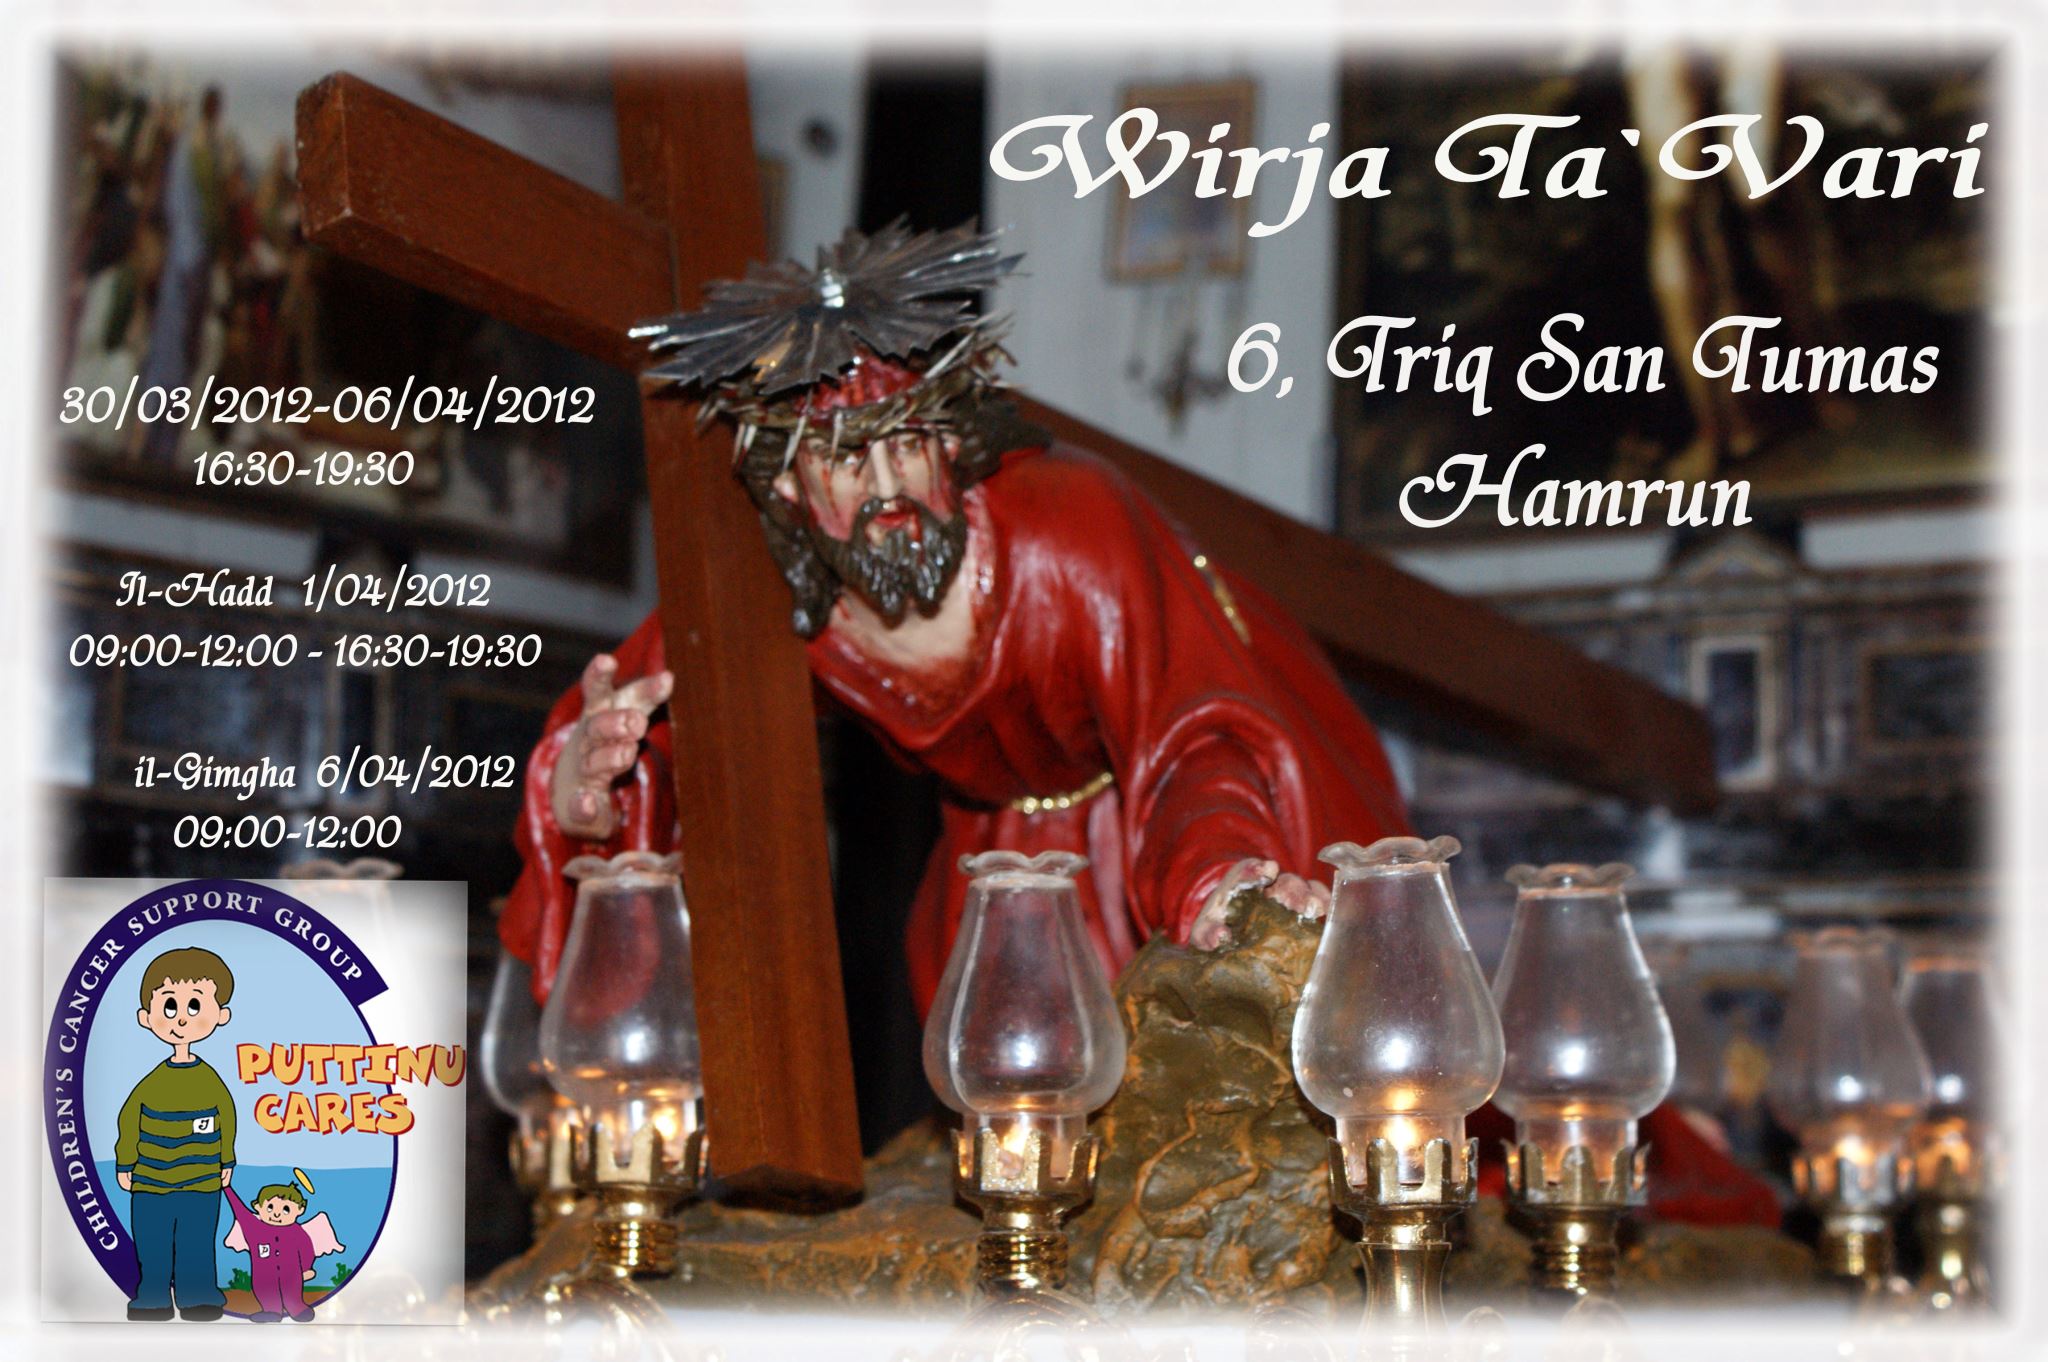 Wirja Ta`Vari
6, Triq San Tumas
Hamrun
30/03/2012-06/04/2012
16:30-19:30
Il-Hadd 1/04/2012
09:00-12:00 - 16:30-19:30
il-Gimgha 6/04/2012
09:00-12:00
CHILDREN'S CANCER SUPPORT GROUP
PUTTINU
CARES
J
P